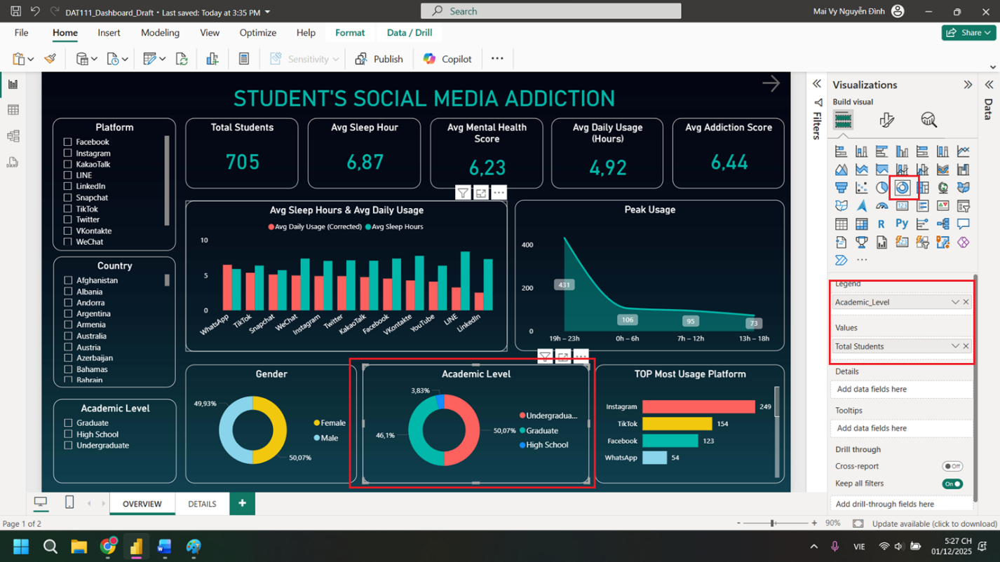 DAT111_Dashboard_Draft • Last saved: Today at 3:35 PM
Search
Mai Vy Nguyễn Đình
File Home Insert Modeling View Optimize Help Format Data / Drill
Share
Sensitivity
Publish
Copilot
STUDENT'S SOCIAL MEDIA ADDICTION
Platform
Facebook
Instagram
KakaoTalk
LINE
LinkedIn
Snapchat
TikTok
Twitter
VKontakte
WeChat
Country
Afghanistan
Albania
Andorra
Argentina
Armenia
Australia
Austria
Azerbaijan
Bahamas
Bahrain
Academic Level
Graduate
High School
Undergraduate
Total Students
705
Avg Sleep Hour
6,87
Avg Mental Health
Score
6,23
Avg Daily Usage
(Hours)
4,92
Avg Addiction Score
6,44
Avg Sleep Hours & Avg Daily Usage
Avg Daily Usage (Corrected) Avg Sleep Hours
10
5
0
WhatsApp TikTok Snapchat WeChat Instagram Twitter KakaoTalk Facebook VKontakte YouTube LINE LinkedIn
Peak Usage
400
200
0
431
106
95
73
19h – 23h 0h – 6h 7h – 12h 13h – 18h
Gender
49,93%
50,07%
Female
Male
Academic Level
3,83%
46,1%
50,07%
Undergradua...
Graduate
High School
TOP Most Usage Platform
Instagram 249
TikTok 154
Facebook 123
WhatsApp 54
Filters
Visualizations
Build visual
123
R
Py
Legend
Academic_Level
Values
Total Students
Details
Add data fields here
Tooltips
Add data fields here
Drill through
Cross-report
Off
Keep all filters
On
Add drill-through fields here
Data
DAX
OVERVIEW
DETAILS
Page 1 of 2
- + 90%
Update available (click to download)
VIE
5:27 CH
01/12/2025